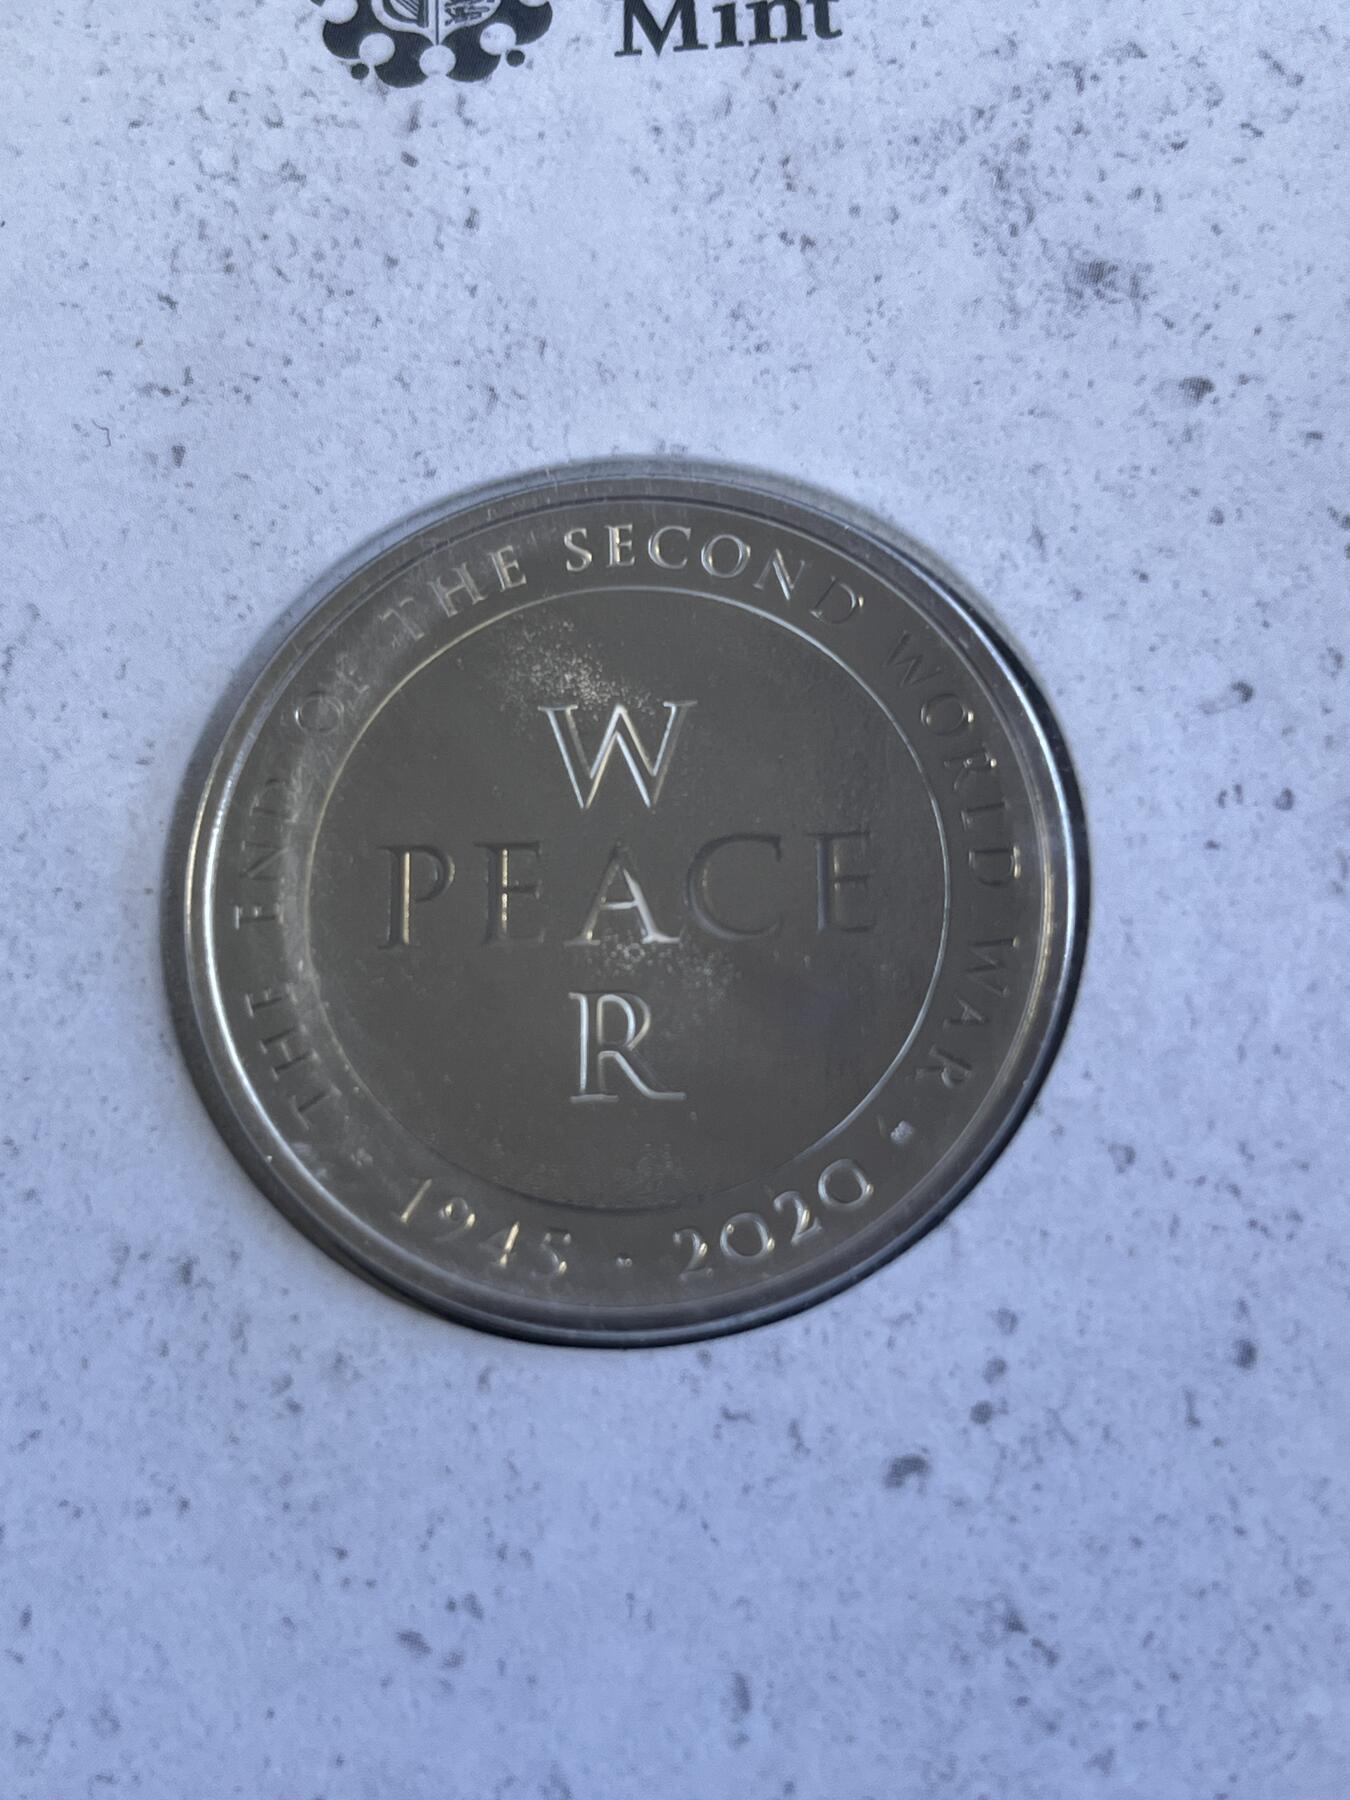 Mint
THE END OF THE SECOND WORLD WAR
W
PEACE
R
1945 · 2020